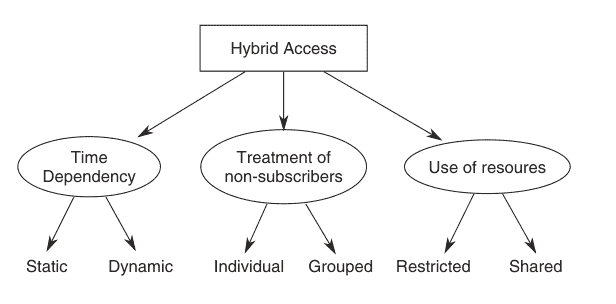 Hybrid Access
Time
Dependency
Treatment of
non-subscribers
Use of resoures
Static
Dynamic
Individual
Grouped
Restricted
Shared